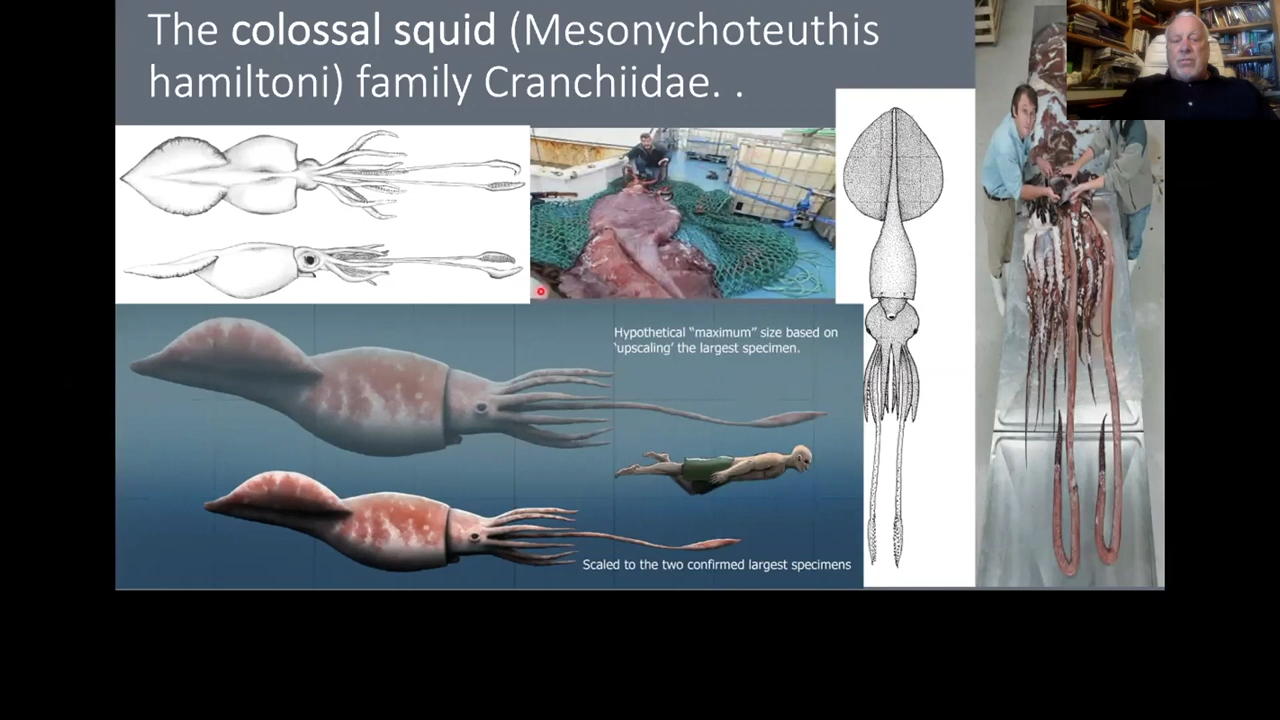 The colossal squid (Mesonychoteuthis
hamiltoni) family Cranchiidae. .
Hypothetical “maximum” size based on
‘upscaling’ the largest specimen.
Scaled to the two confirmed largest specimens